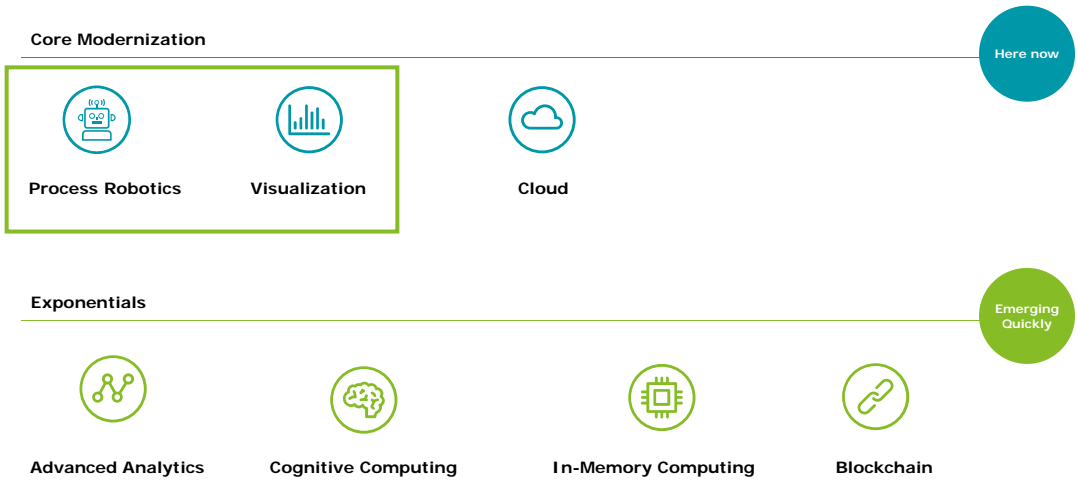 Core Modernization
Here now
Process Robotics
Visualization
Cloud
Exponentials
Emerging
Quickly
Advanced Analytics
Cognitive Computing
In-Memory Computing
Blockchain